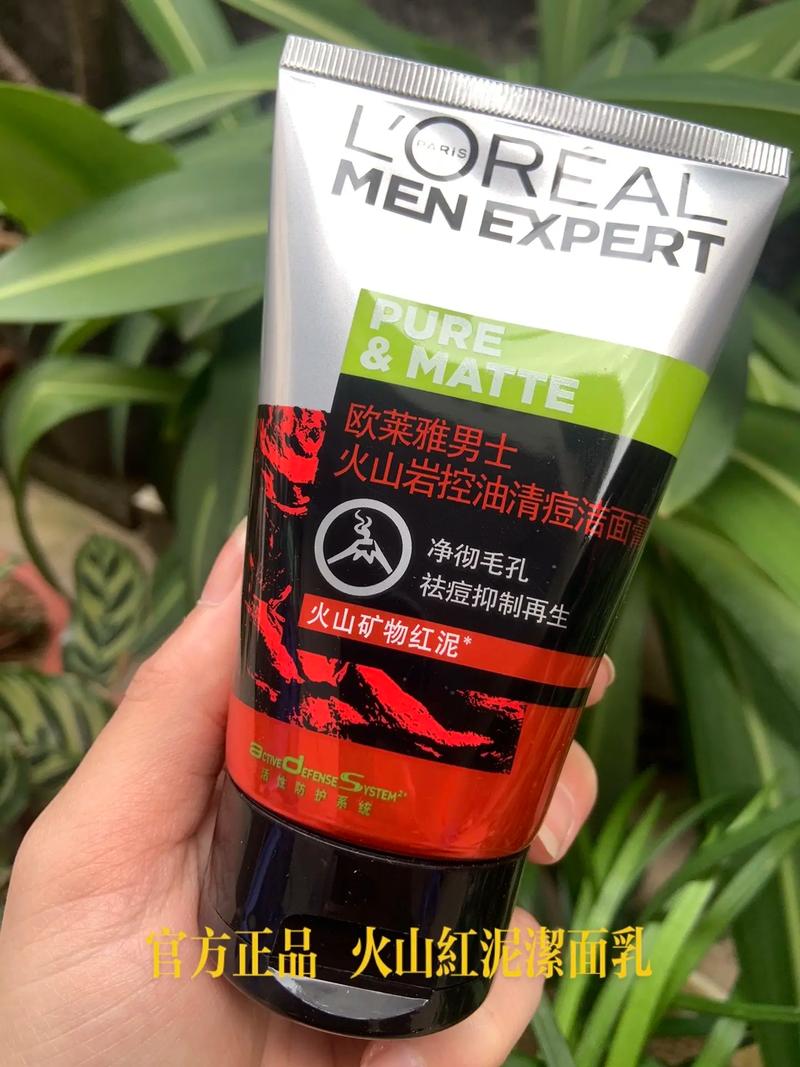 L'ORÉAL
PARIS
MEN EXPERT
PURE
& MATTE
欧莱雅男士
火山岩控油清痘洁面膏
净彻毛孔
祛痘抑制再生
火山矿物红泥*
ACTIVE DEFENSE SYSTEM²⁺
活性防护系统
官方正品 火山紅泥潔面乳